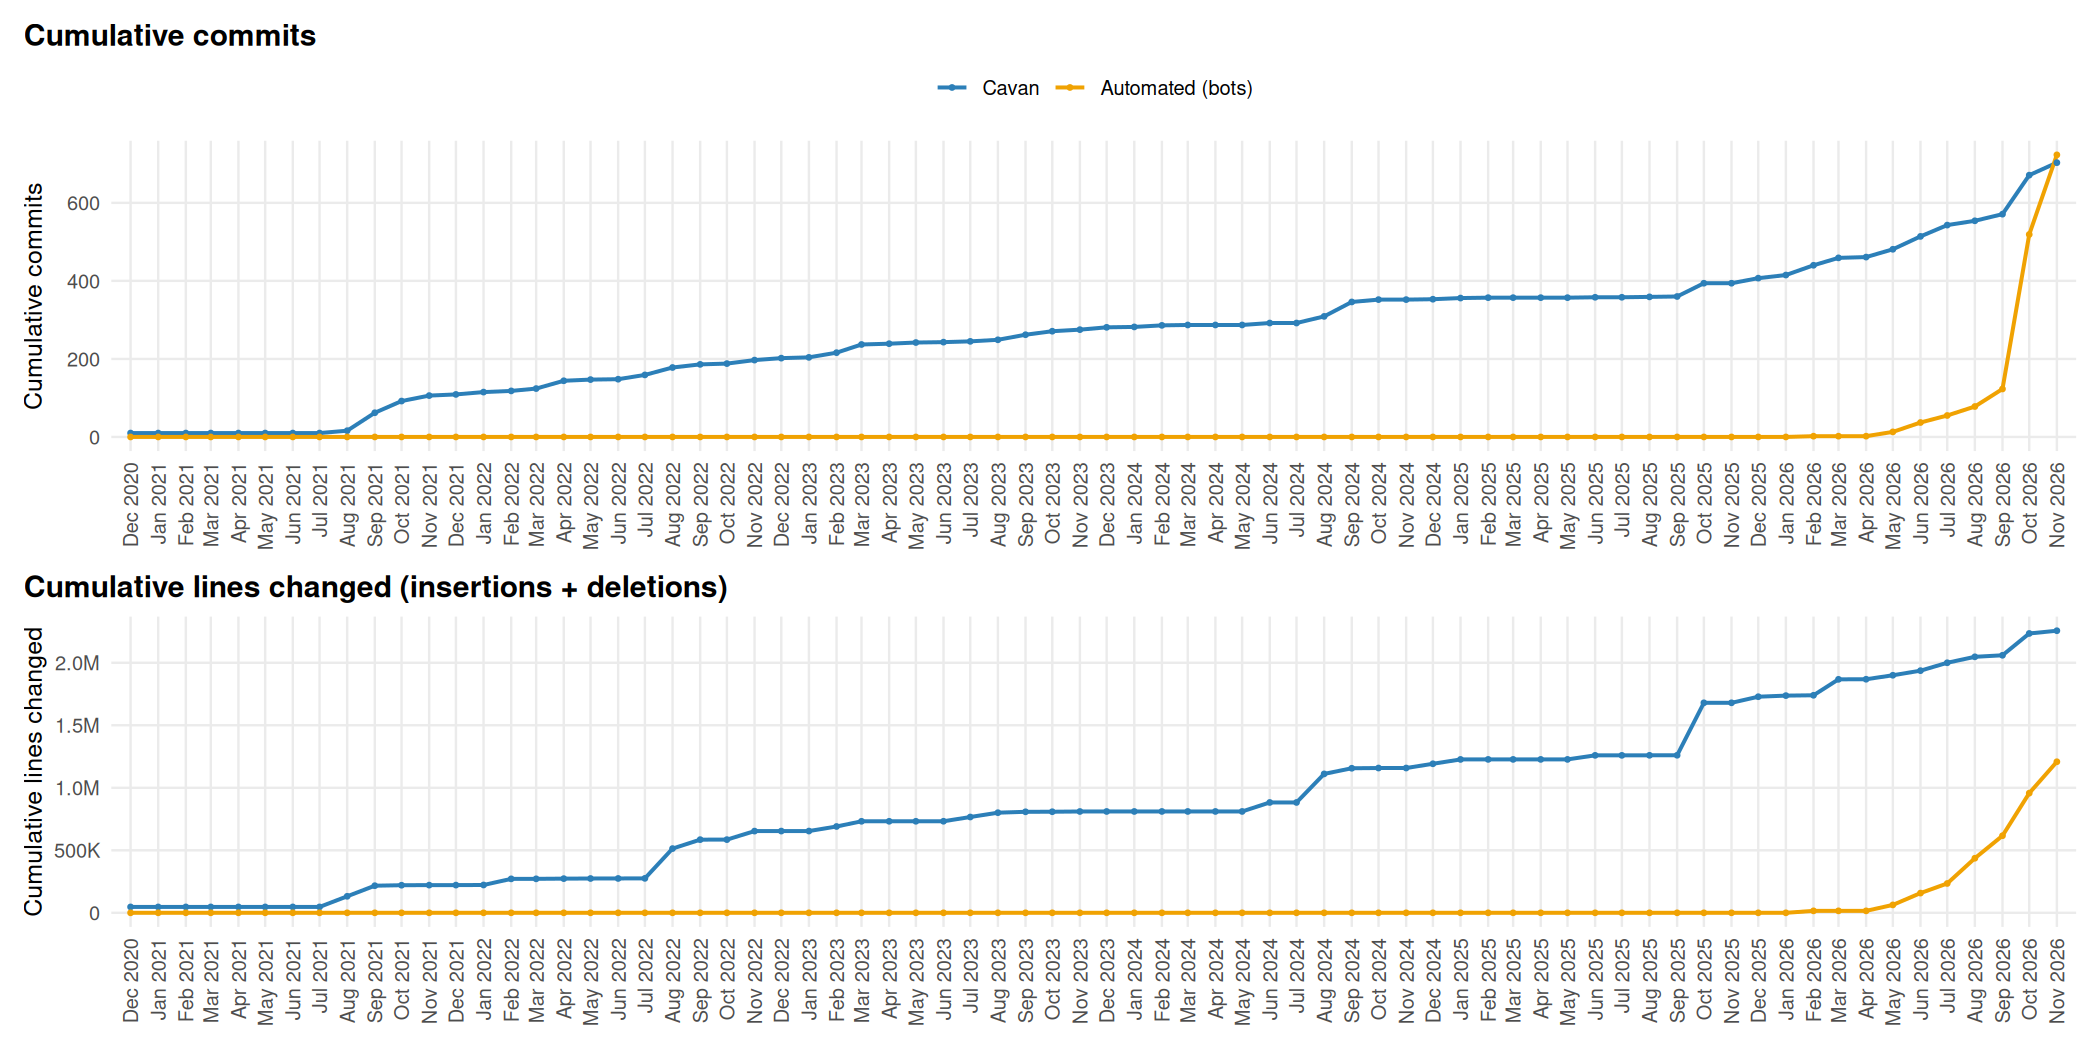 Cumulative commits
Cavan Automated (bots)
Cumulative commits
600
400
200
0
Dec 2020 Jan 2021 Feb 2021 Mar 2021 Apr 2021 May 2021 Jun 2021 Jul 2021 Aug 2021 Sep 2021 Oct 2021 Nov 2021 Dec 2021 Jan 2022 Feb 2022 Mar 2022 Apr 2022 May 2022 Jun 2022 Jul 2022 Aug 2022 Sep 2022 Oct 2022 Nov 2022 Dec 2022 Jan 2023 Feb 2023 Mar 2023 Apr 2023 May 2023 Jun 2023 Jul 2023 Aug 2023 Sep 2023 Oct 2023 Nov 2023 Dec 2023 Jan 2024 Feb 2024 Mar 2024 Apr 2024 May 2024 Jun 2024 Jul 2024 Aug 2024 Sep 2024 Oct 2024 Nov 2024 Dec 2024 Jan 2025 Feb 2025 Mar 2025 Apr 2025 May 2025 Jun 2025 Jul 2025 Aug 2025 Sep 2025 Oct 2025 Nov 2025 Dec 2025 Jan 2026 Feb 2026 Mar 2026 Apr 2026 May 2026 Jun 2026 Jul 2026 Aug 2026 Sep 2026 Oct 2026 Nov 2026
Cumulative lines changed (insertions + deletions)
Cumulative lines changed
2.0M
1.5M
1.0M
500K
0
Dec 2020 Jan 2021 Feb 2021 Mar 2021 Apr 2021 May 2021 Jun 2021 Jul 2021 Aug 2021 Sep 2021 Oct 2021 Nov 2021 Dec 2021 Jan 2022 Feb 2022 Mar 2022 Apr 2022 May 2022 Jun 2022 Jul 2022 Aug 2022 Sep 2022 Oct 2022 Nov 2022 Dec 2022 Jan 2023 Feb 2023 Mar 2023 Apr 2023 May 2023 Jun 2023 Jul 2023 Aug 2023 Sep 2023 Oct 2023 Nov 2023 Dec 2023 Jan 2024 Feb 2024 Mar 2024 Apr 2024 May 2024 Jun 2024 Jul 2024 Aug 2024 Sep 2024 Oct 2024 Nov 2024 Dec 2024 Jan 2025 Feb 2025 Mar 2025 Apr 2025 May 2025 Jun 2025 Jul 2025 Aug 2025 Sep 2025 Oct 2025 Nov 2025 Dec 2025 Jan 2026 Feb 2026 Mar 2026 Apr 2026 May 2026 Jun 2026 Jul 2026 Aug 2026 Sep 2026 Oct 2026 Nov 2026